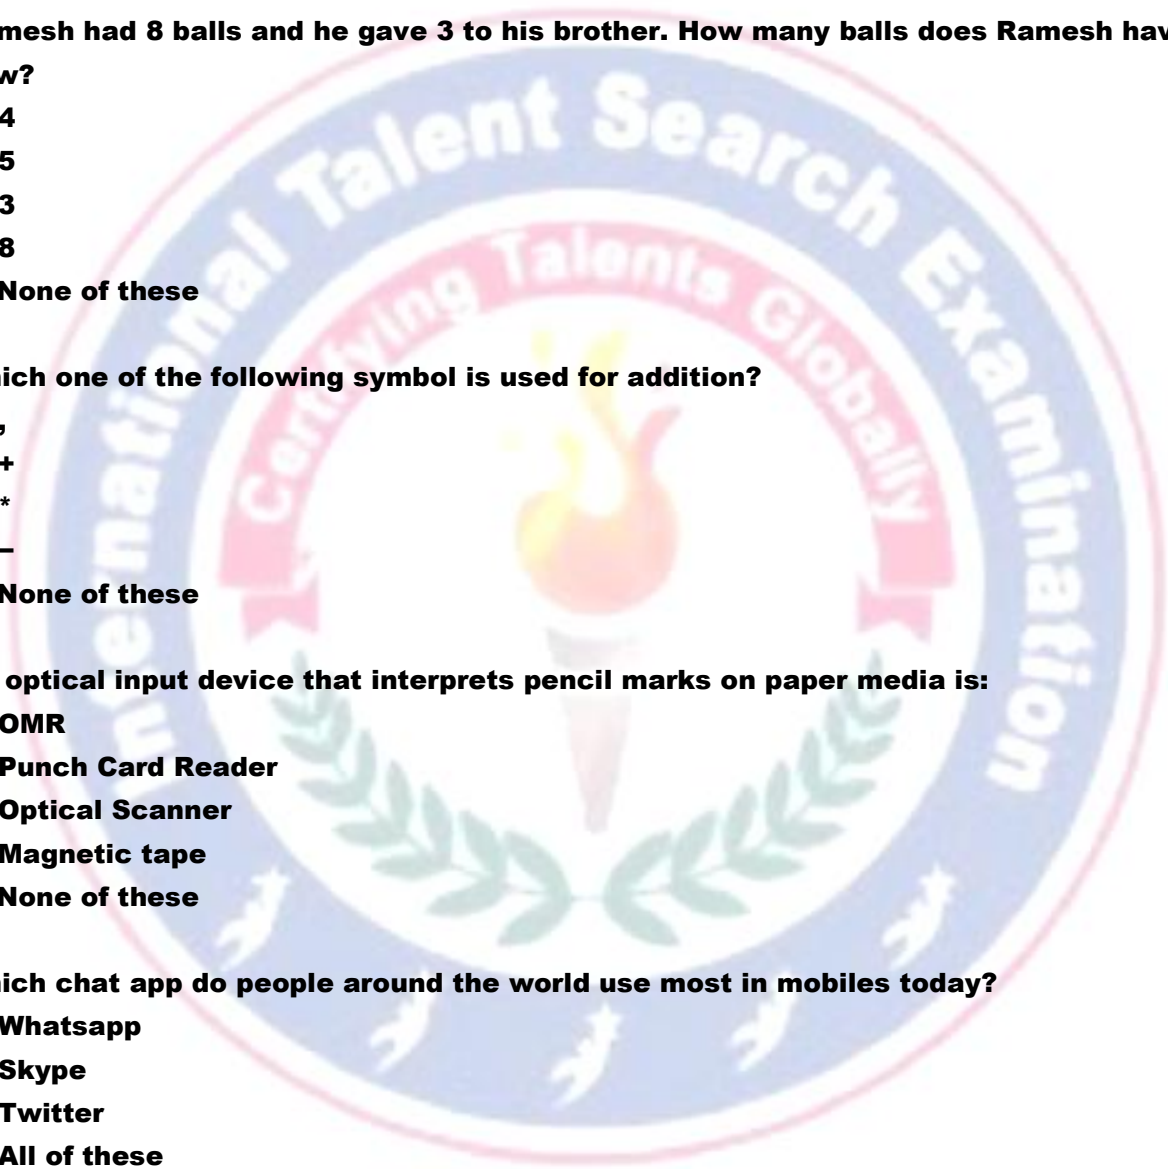 mesh had 8 balls and he gave 3 to his brother. How many balls does Ramesh hav
w?
4
5
3
8
None of these
ich one of the following symbol is used for addition?
,
+
*
–
None of these
optical input device that interprets pencil marks on paper media is:
OMR
Punch Card Reader
Optical Scanner
Magnetic tape
None of these
ich chat app do people around the world use most in mobiles today?
Whatsapp
Skype
Twitter
All of these
International Talent Search Examination
Certifying Talents Globally